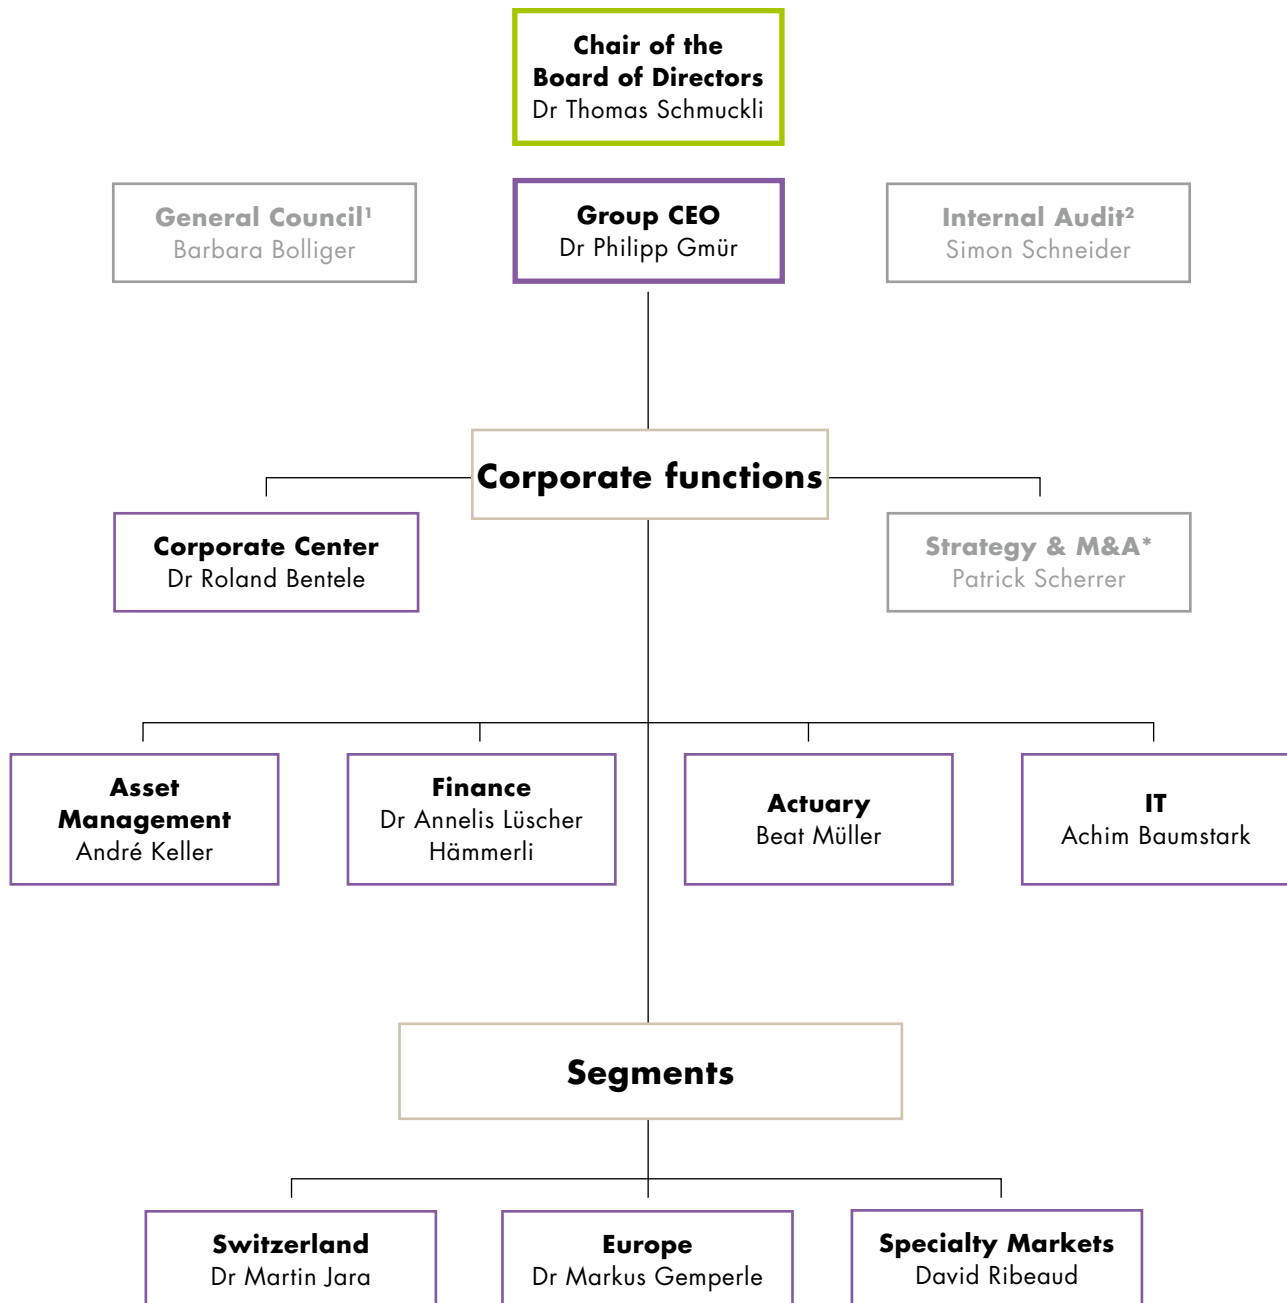 Chair of the
Board of Directors
Dr Thomas Schmuckli
General Council¹
Barbara Bolliger
Group CEO
Dr Philipp Gmür
Internal Audit²
Simon Schneider
Corporate functions
Corporate Center
Dr Roland Bentele
Strategy & M&A*
Patrick Scherrer
Asset
Management
André Keller
Finance
Dr Annelis Lüscher
Hämmerli
Actuary
Beat Müller
IT
Achim Baumstark
Segments
Switzerland
Dr Martin Jara
Europe
Dr Markus Gemperle
Specialty Markets
David Ribeaud